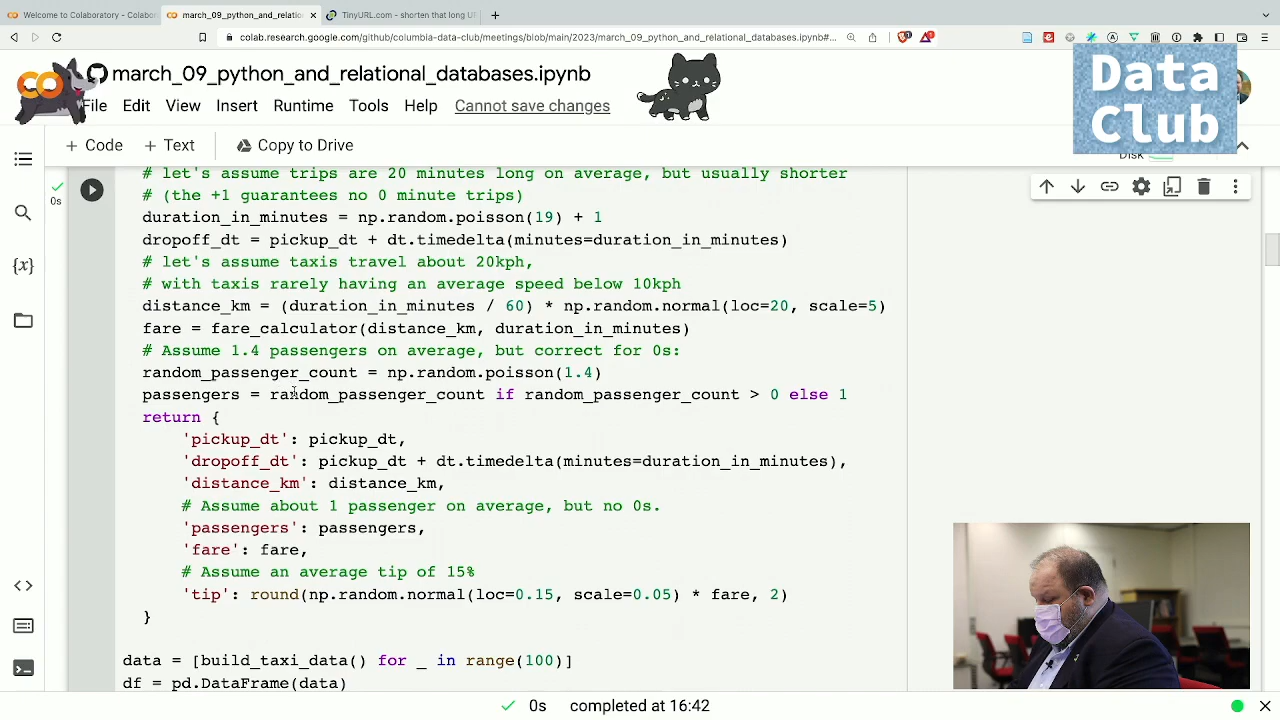 Welcome to Colaboratory - Colabor
march_09_python_and_relation
TinyURL.com - shorten that long U
colab.research.google.com/github/columbia-data-club/meetings/blob/main/2023/march_09_python_and_relational_databases.ipynb#...
march_09_python_and_relational_databases.ipynb
File Edit View Insert Runtime Tools Help Cannot save changes
Data
Club
+ Code + Text Copy to Drive
Disk
# let's assume trips are 20 minutes long on average, but usually shorter
# (the +1 guarantees no 0 minute trips)
0s
duration_in_minutes = np.random.poisson(19) + 1
dropoff_dt = pickup_dt + dt.timedelta(minutes=duration_in_minutes)
# let's assume taxis travel about 20kph,
# with taxis rarely having an average speed below 10kph
distance_km = (duration_in_minutes / 60) * np.random.normal(loc=20, scale=5)
fare = fare_calculator(distance_km, duration_in_minutes)
# Assume 1.4 passengers on average, but correct for 0s:
random_passenger_count = np.random.poisson(1.4)
passengers = random_passenger_count if random_passenger_count > 0 else 1
return {
'pickup_dt': pickup_dt,
'dropoff_dt': pickup_dt + dt.timedelta(minutes=duration_in_minutes),
'distance_km': distance_km,
# Assume about 1 passenger on average, but no 0s.
'passengers': passengers,
'fare': fare,
# Assume an average tip of 15%
'tip': round(np.random.normal(loc=0.15, scale=0.05) * fare, 2)
}
data = [build_taxi_data() for _ in range(100)]
df = pd.DataFrame(data)
0s completed at 16:42